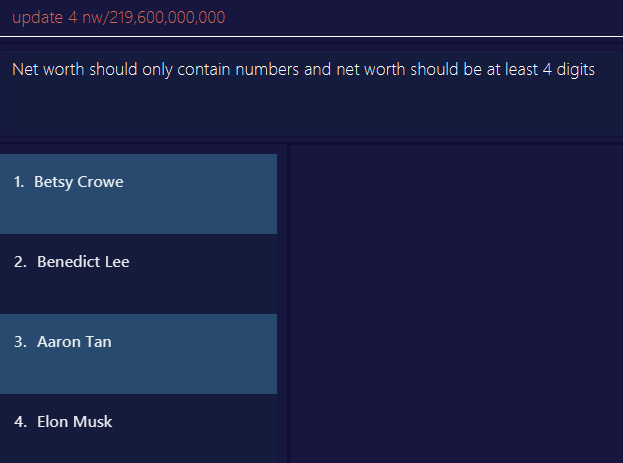 update 4 nw/219,600,000,000
Net worth should only contain numbers and net worth should be at least 4 digits
1. Betsy Crowe
2. Benedict Lee
3. Aaron Tan
4. Elon Musk